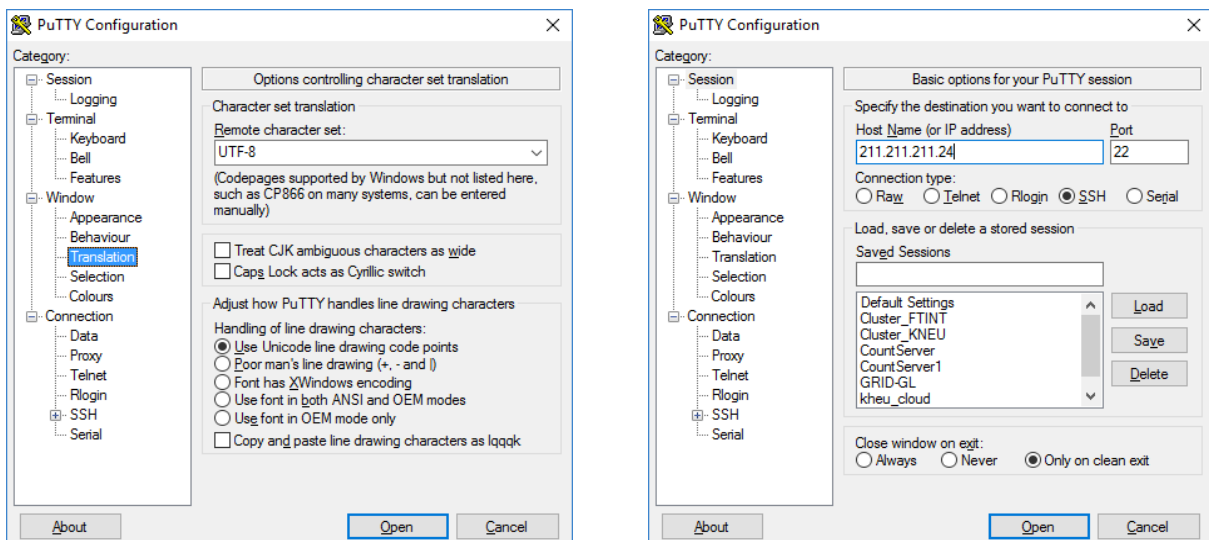 PuTTY Configuration
Category:
Session
Logging
Terminal
Keyboard
Bell
Features
Window
Appearance
Behaviour
Translation
Selection
Colours
Connection
Data
Proxy
Telnet
Rlogin
SSH
Serial
Options controlling character set translation
Character set translation
Remote character set:
UTF-8
(Codepages supported by Windows but not listed here,
such as CP866 on many systems, can be entered
manually)
Treat CJK ambiguous characters as wide
Caps Lock acts as Cyrillic switch
Adjust how PuTTY handles line drawing characters
Handling of line drawing characters:
Use Unicode line drawing code points
Poor man's line drawing (+, - and |)
Font has XWindows encoding
Use font in both ANSI and OEM modes
Use font in OEM mode only
Copy and paste line drawing characters as lqqqk
About
Open
Cancel
PuTTY Configuration
Category:
Session
Logging
Terminal
Keyboard
Bell
Features
Window
Appearance
Behaviour
Translation
Selection
Colours
Connection
Data
Proxy
Telnet
Rlogin
SSH
Serial
Basic options for your PuTTY session
Specify the destination you want to connect to
Host Name (or IP address) Port
211.211.211.24 22
Connection type:
Raw Telnet Rlogin SSH Serial
Load, save or delete a stored session
Saved Sessions
Default Settings
Cluster_FTINT
Cluster_KNEU
CountServer
CountServer1
GRID-GL
kheu_cloud
Load
Save
Delete
Close window on exit:
Always Never Only on clean exit
About
Open
Cancel